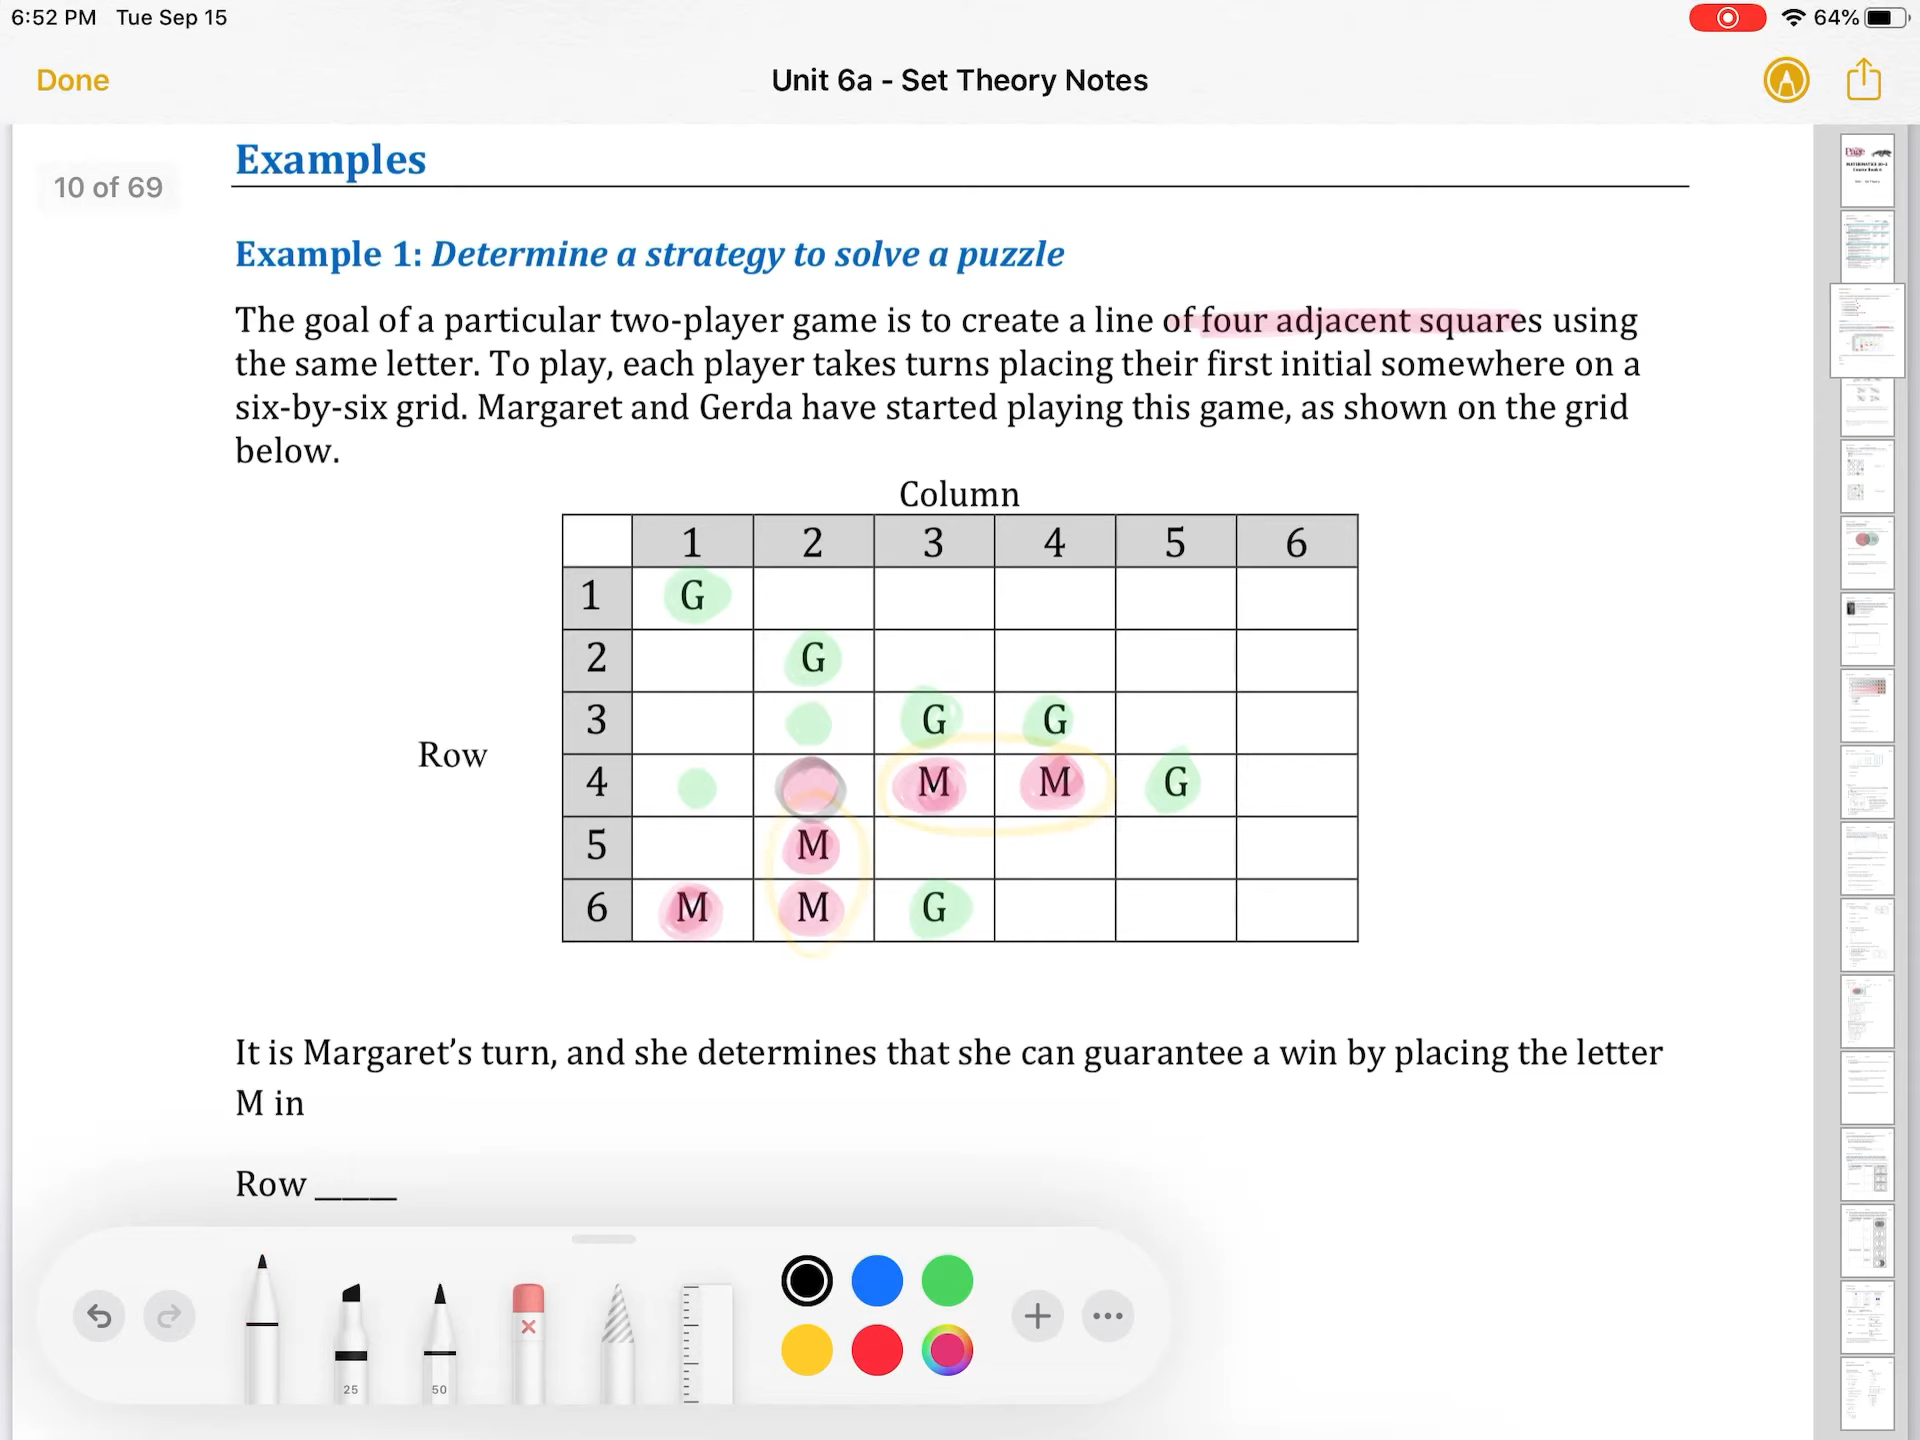 6:52 PM Tue Sep 15
64%
Done
Unit 6a - Set Theory Notes
10 of 69
Examples
Example 1: Determine a strategy to solve a puzzle
The goal of a particular two-player game is to create a line of four adjacent squares using
the same letter. To play, each player takes turns placing their first initial somewhere on a
six-by-six grid. Margaret and Gerda have started playing this game, as shown on the grid
below.
Column
1 2 3 4 5 6
1 G
2 G
3 G G
Row
4 M M G
5 M
6 M M G
It is Margaret’s turn, and she determines that she can guarantee a win by placing the letter
M in
Row _____
25
50